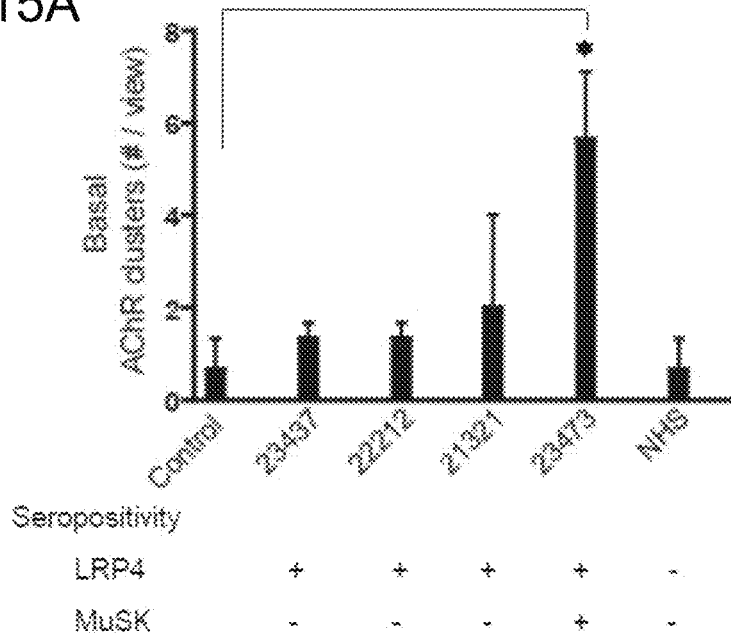 15A
8
6
4
2
0
Basal
AChR clusters (# / view)
*
Control 23437 22212 21321 23473 NHS
Seropositivity
LRP4 + + + + -
MuSK - - - + -